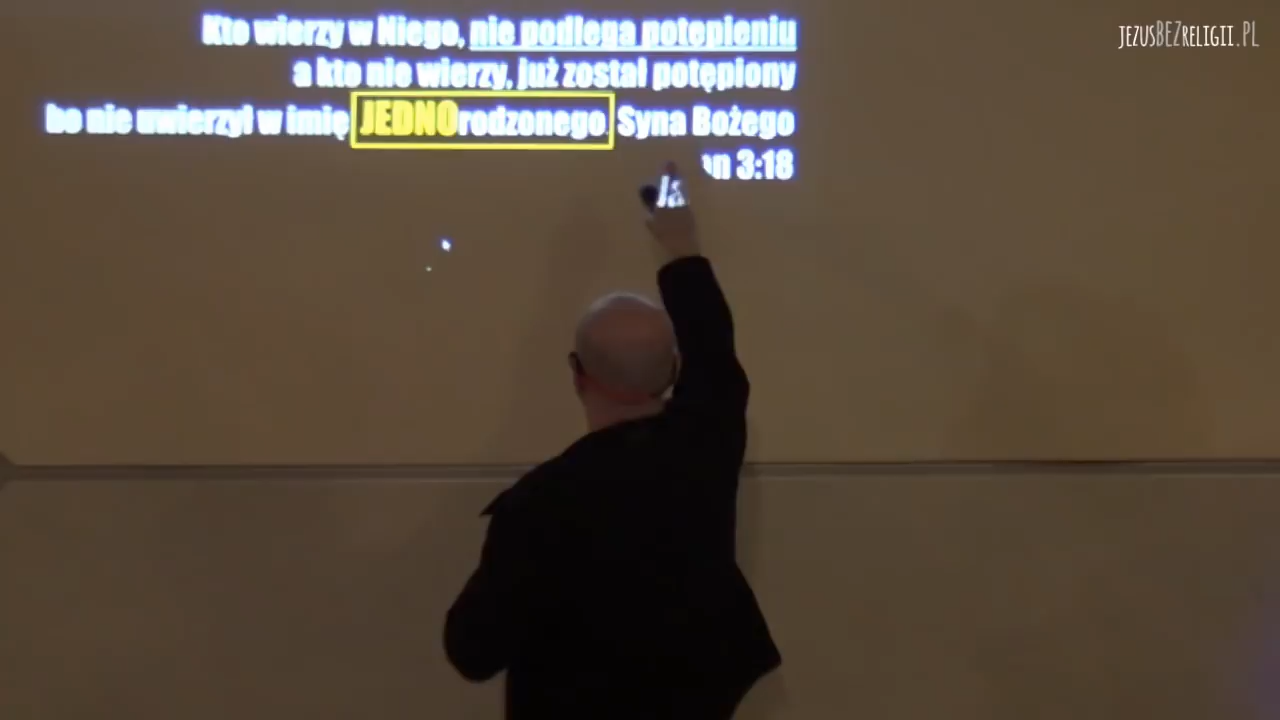 Kto wierzy w Niego, nie podlega potępieniu
a kto nie wierzy, już został potępiony
bo nie uwierzył w imię JEDNOrodzonego Syna Bożego
Jan 3:18
JEZUSBEZRELIGII.PL